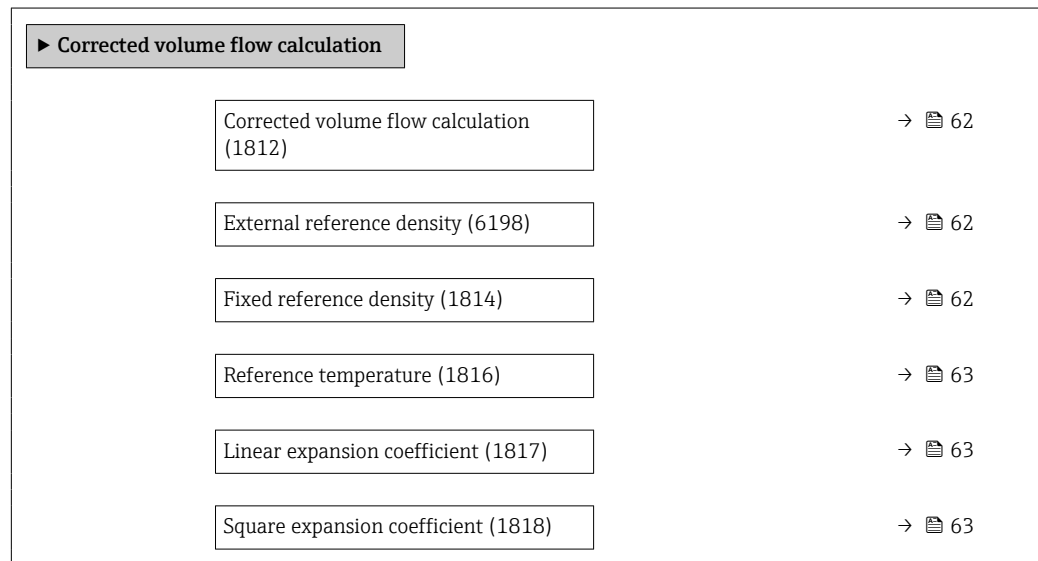 ▶ Corrected volume flow calculation
Corrected volume flow calculation → 62
(1812)
External reference density (6198) → 62
Fixed reference density (1814) → 62
Reference temperature (1816) → 63
Linear expansion coefficient (1817) → 63
Square expansion coefficient (1818) → 63